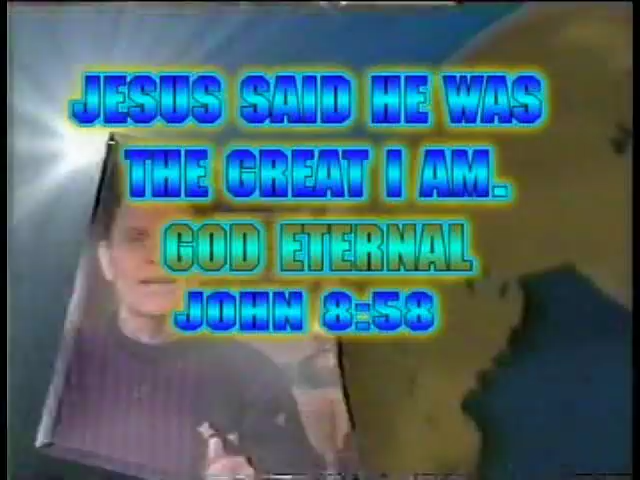 JESUS SAID HE WAS
THE GREAT I AM.
GOD ETERNAL
JOHN 8:58